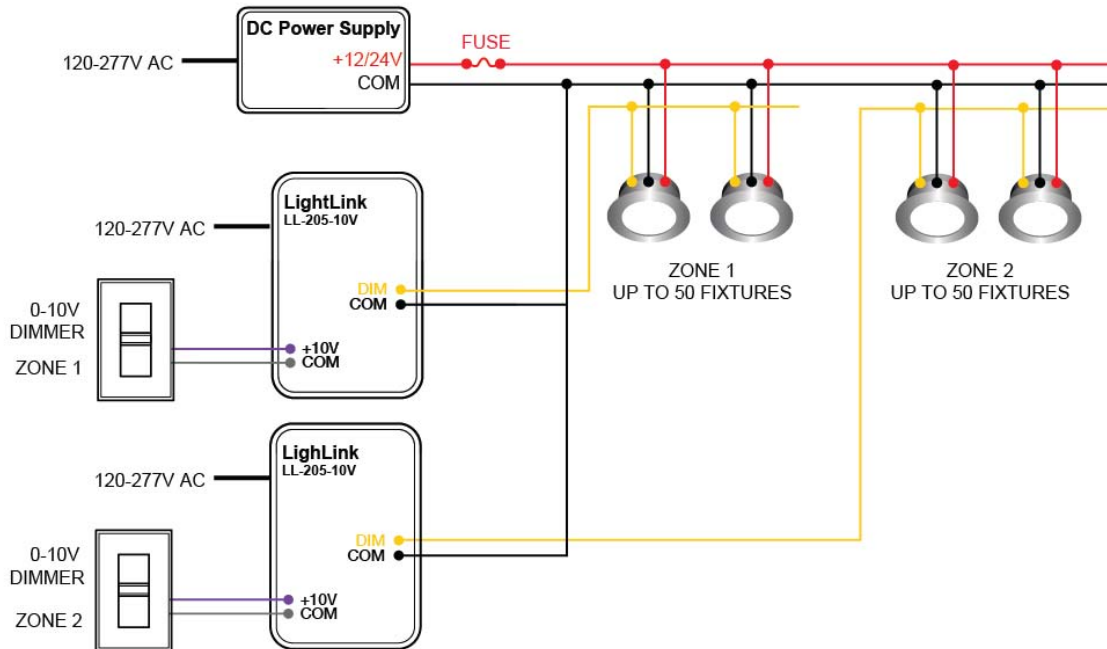 DC Power Supply
120-277V AC
+12/24V
COM
FUSE
LightLink
LL-205-10V
120-277V AC
DIM
COM
0-10V
DIMMER
ZONE 1
+10V
COM
ZONE 1
UP TO 50 FIXTURES
ZONE 2
UP TO 50 FIXTURES
LighLink
LL-205-10V
120-277V AC
DIM
COM
0-10V
DIMMER
ZONE 2
+10V
COM